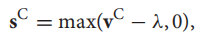 s^C = max(v^C − λ, 0),